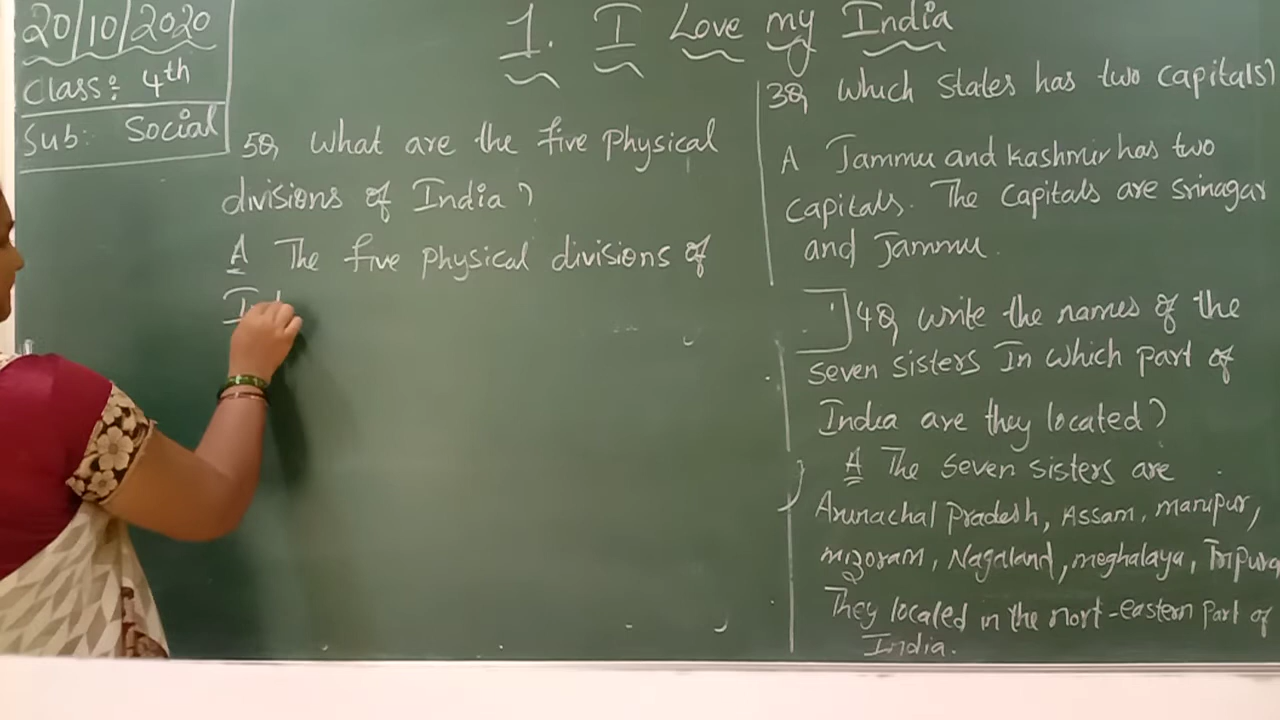 20/10/2020
Class: 4th
Sub: Social
1. I Love my India
5Q, What are the five physical
divisions of India?
A The five physical divisions of
3Q, Which states has two capitals?
A Jammu and Kashmir has two
capitals. The capitals are Srinagar
and Jammu.
4Q, Write the names of the
seven sisters In which part of
India are they located?
A The seven sisters are
Arunachal Pradesh, Assam, manipur,
mizoram, Nagaland, meghalaya, Tripura
They located in the nort-eastern part of
India.